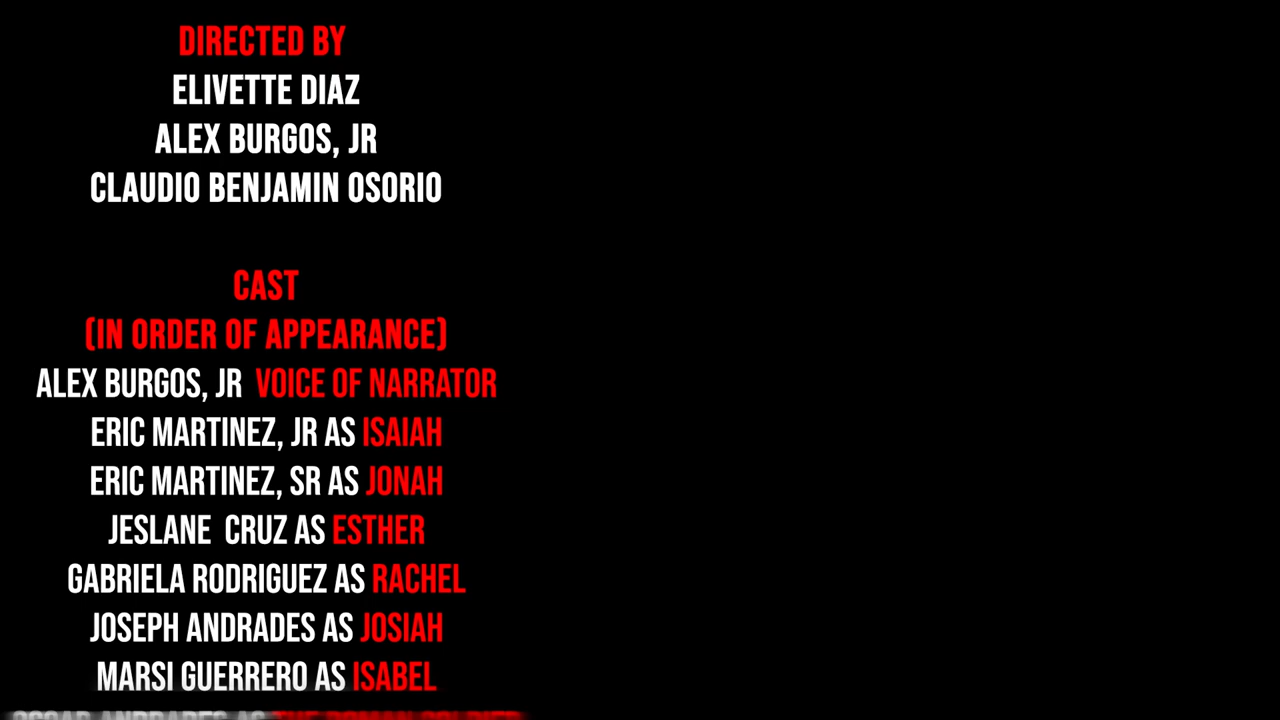 DIRECTED BY
ELIVETTE DIAZ
ALEX BURGOS, JR
CLAUDIO BENJAMIN OSORIO
CAST
(IN ORDER OF APPEARANCE)
ALEX BURGOS, JR VOICE OF NARRATOR
ERIC MARTINEZ, JR AS ISAIAH
ERIC MARTINEZ, SR AS JONAH
JESLANE CRUZ AS ESTHER
GABRIELA RODRIGUEZ AS RACHEL
JOSEPH ANDRADES AS JOSIAH
MARSI GUERRERO AS ISABEL